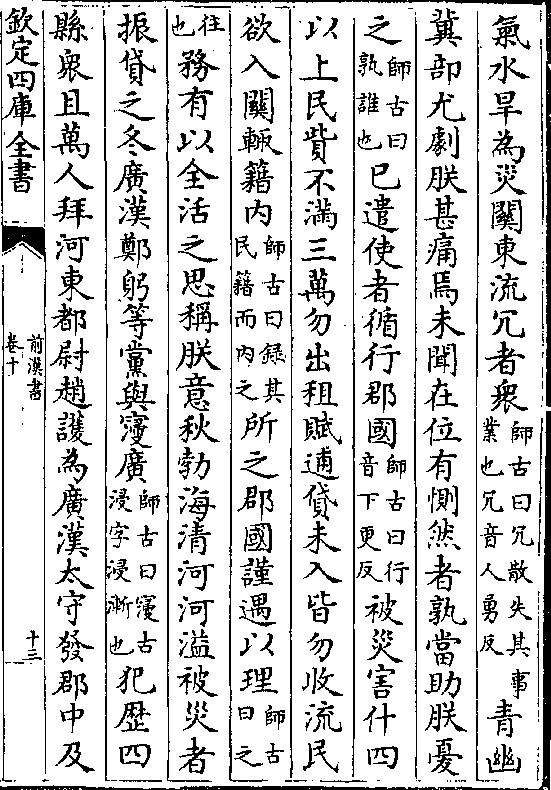 氣水旱為災關東流冗者衆師古曰冗散失其事業也冗音人勇反青幽
冀部尤劇朕甚痛焉未聞在位有惻然者孰當助朕憂
之師古曰孰誰也已遣使者循行郡國師古曰行音下更反被災害什四
以上民貲不滿三萬勿出租賦逋貸未入皆勿收流民
欲入關輒籍内師古曰録其民籍而内之所之郡國謹遇以理師古曰之
往也務有以全活之思稱朕意秋勃海清河河溢被災者
振貸之冬廣漢鄭躬等黨與寖廣師古曰寖古浸字浸漸也犯歴四
縣衆且萬人拜河東都尉趙護為廣漢太守發郡中及
欽定四庫全書
前漢書
卷十
十三